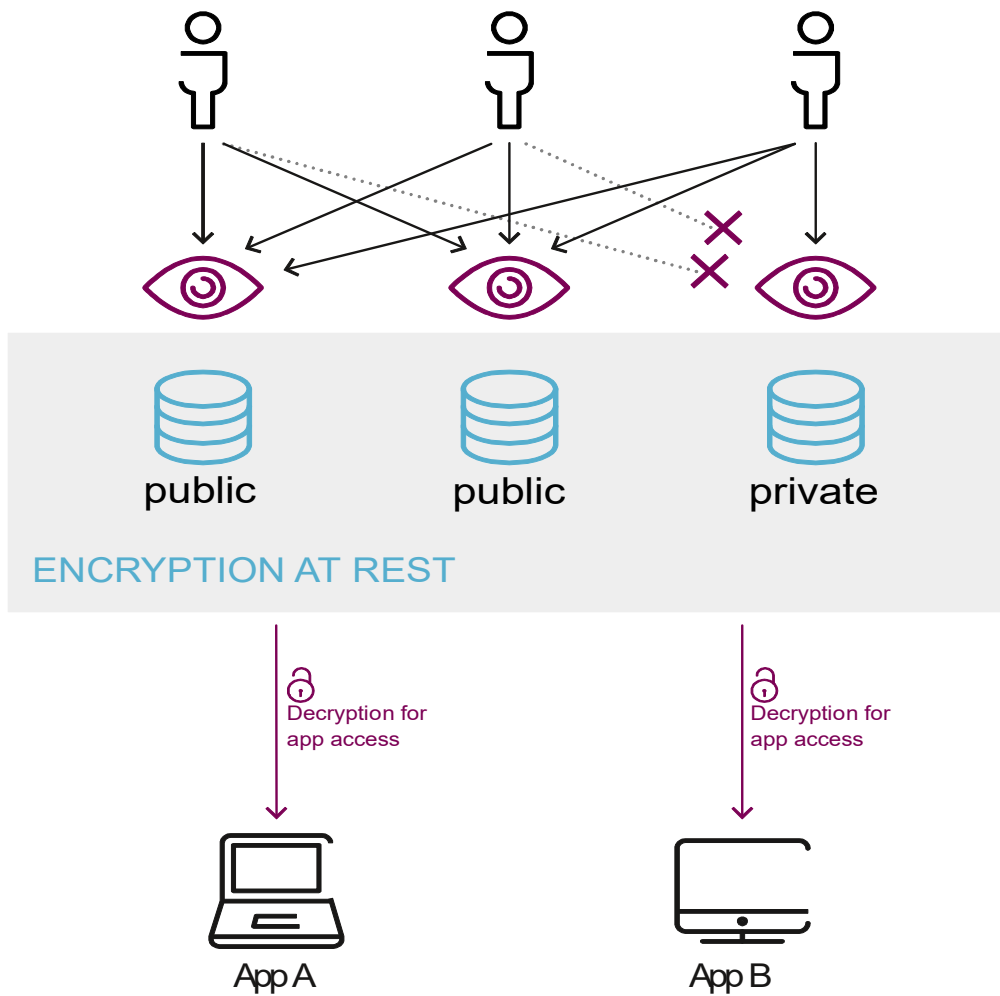 public
public
private
ENCRYPTION AT REST
Decryption for
app access
Decryption for
app access
App A
App B